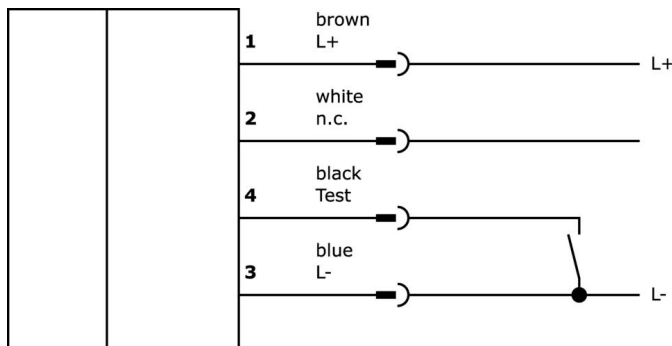 brown
1 L+ L+
white
2 n.c.
black
4 Test
blue
3 L- L-